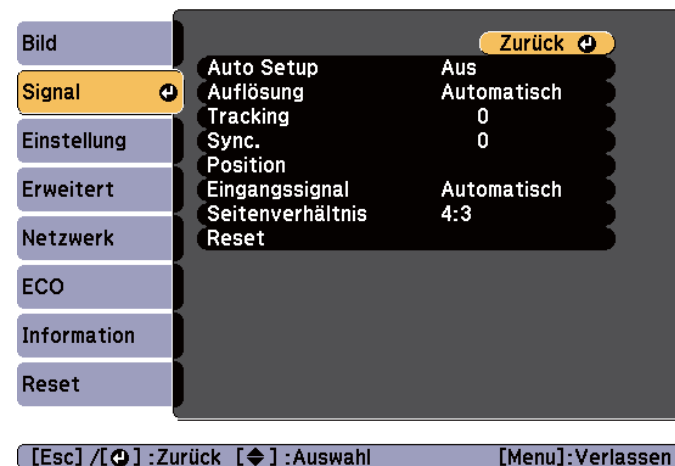 Bild
Signal
Einstellung
Erweitert
Netzwerk
ECO
Information
Reset
Zurück
Auto Setup Aus
Auflösung Automatisch
Tracking 0
Sync. 0
Position
Eingangssignal Automatisch
Seitenverhältnis 4:3
Reset
[Esc] /[⏎] :Zurück [◆] :Auswahl [Menu]:Verlassen